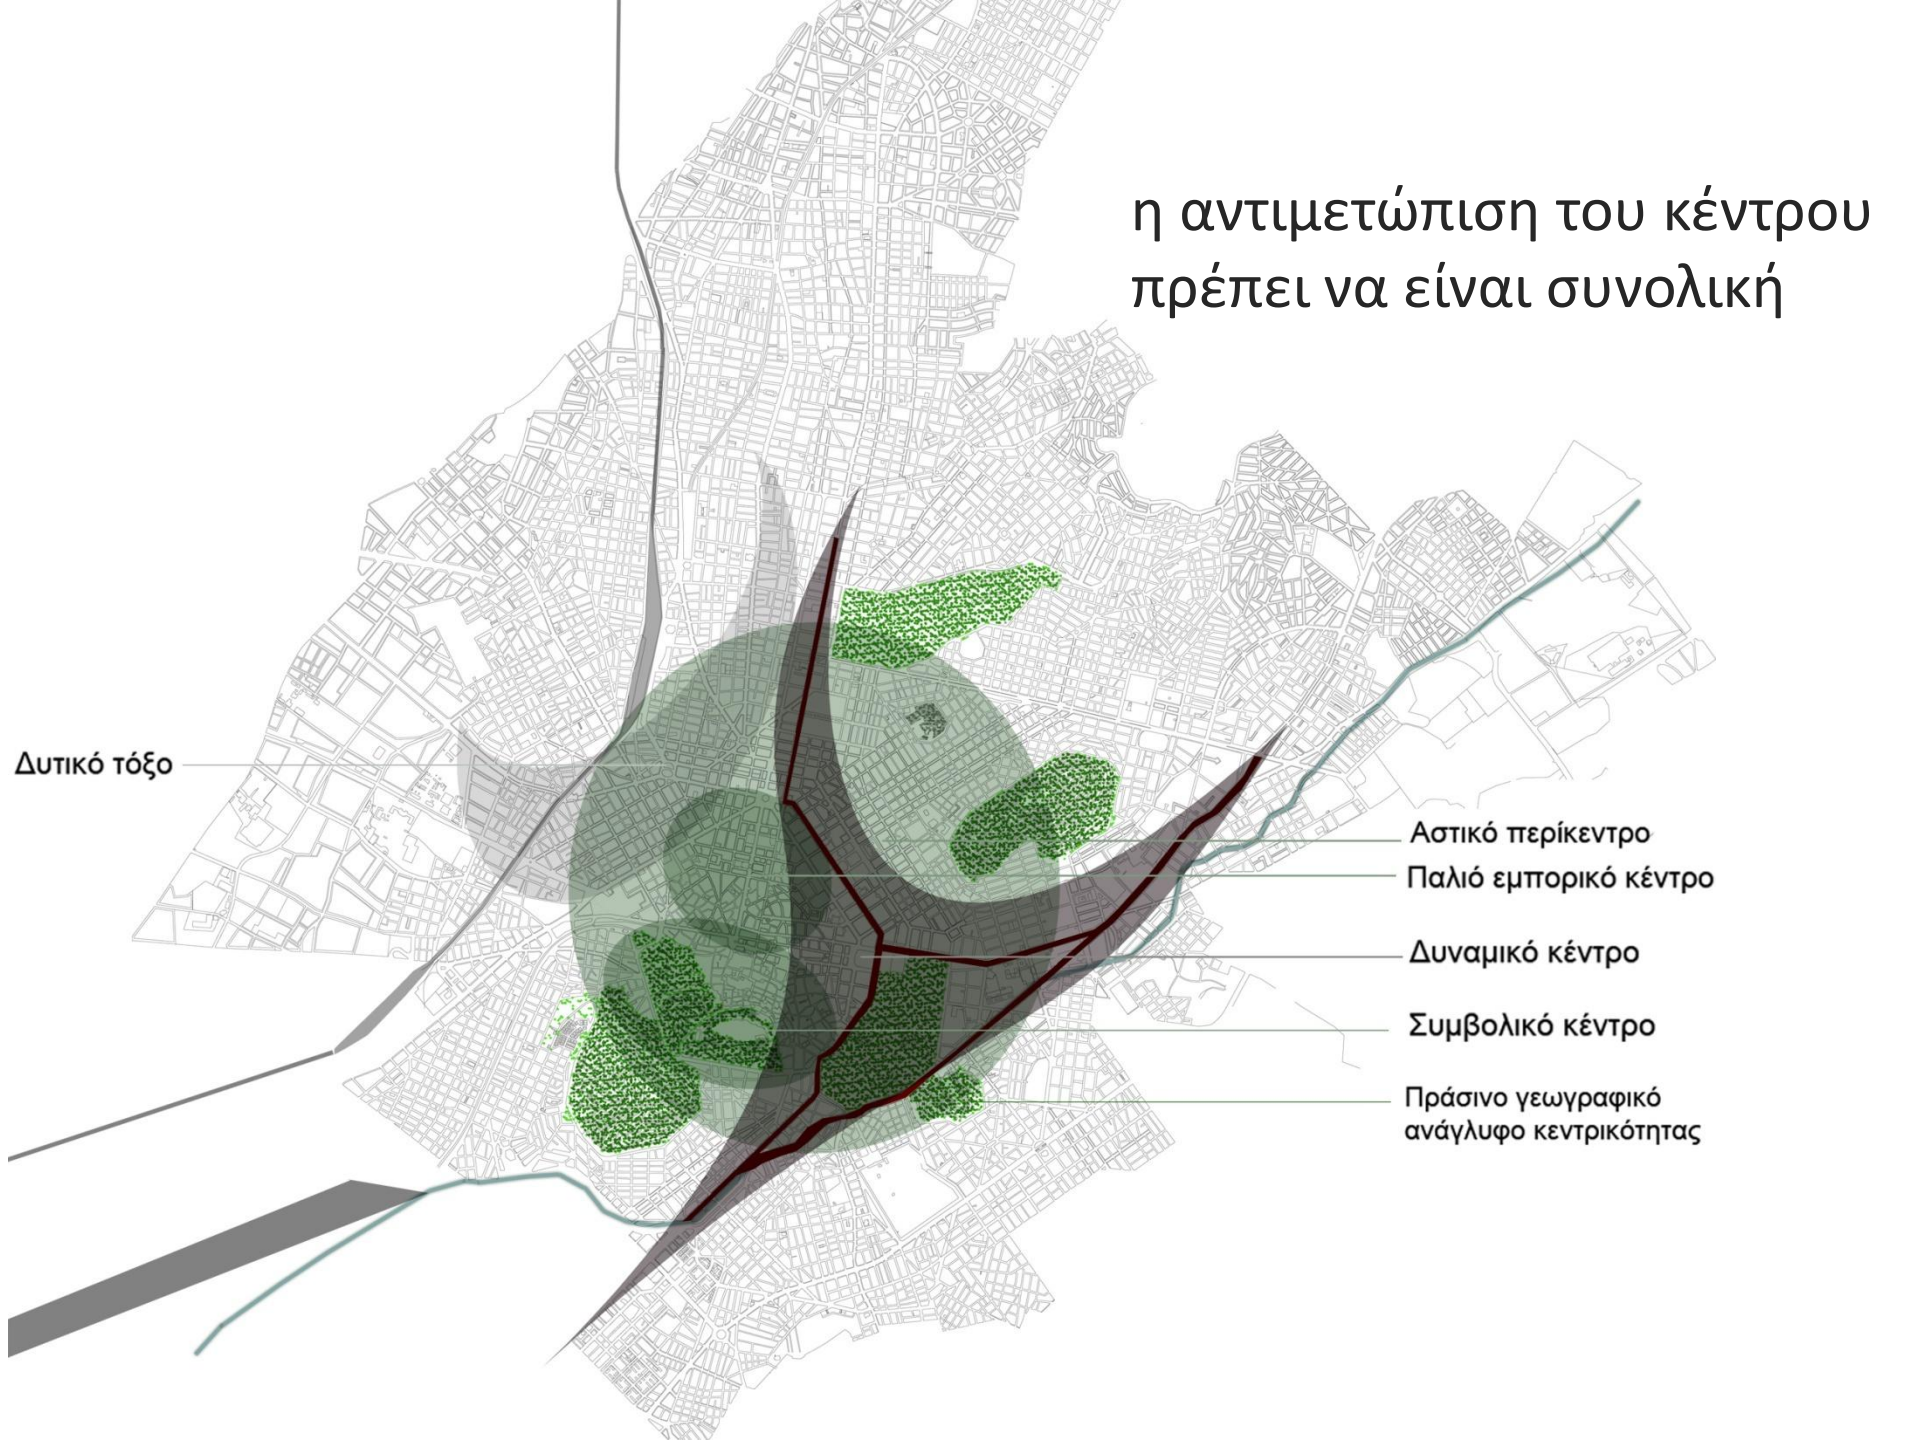 η αντιμετώπιση του κέντρου
πρέπει να είναι συνολική
Δυτικό τόξο
Αστικό περίκεντρο
Παλιό εμπορικό κέντρο
Δυναμικό κέντρο
Συμβολικό κέντρο
Πράσινο γεωγραφικό
ανάγλυφο κεντρικότητας